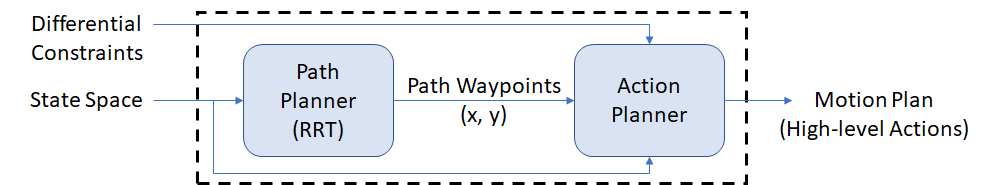 Differential
Constraints
State Space
Path
Planner
(RRT)
Path Waypoints
(x, y)
Action
Planner
Motion Plan
(High-level Actions)